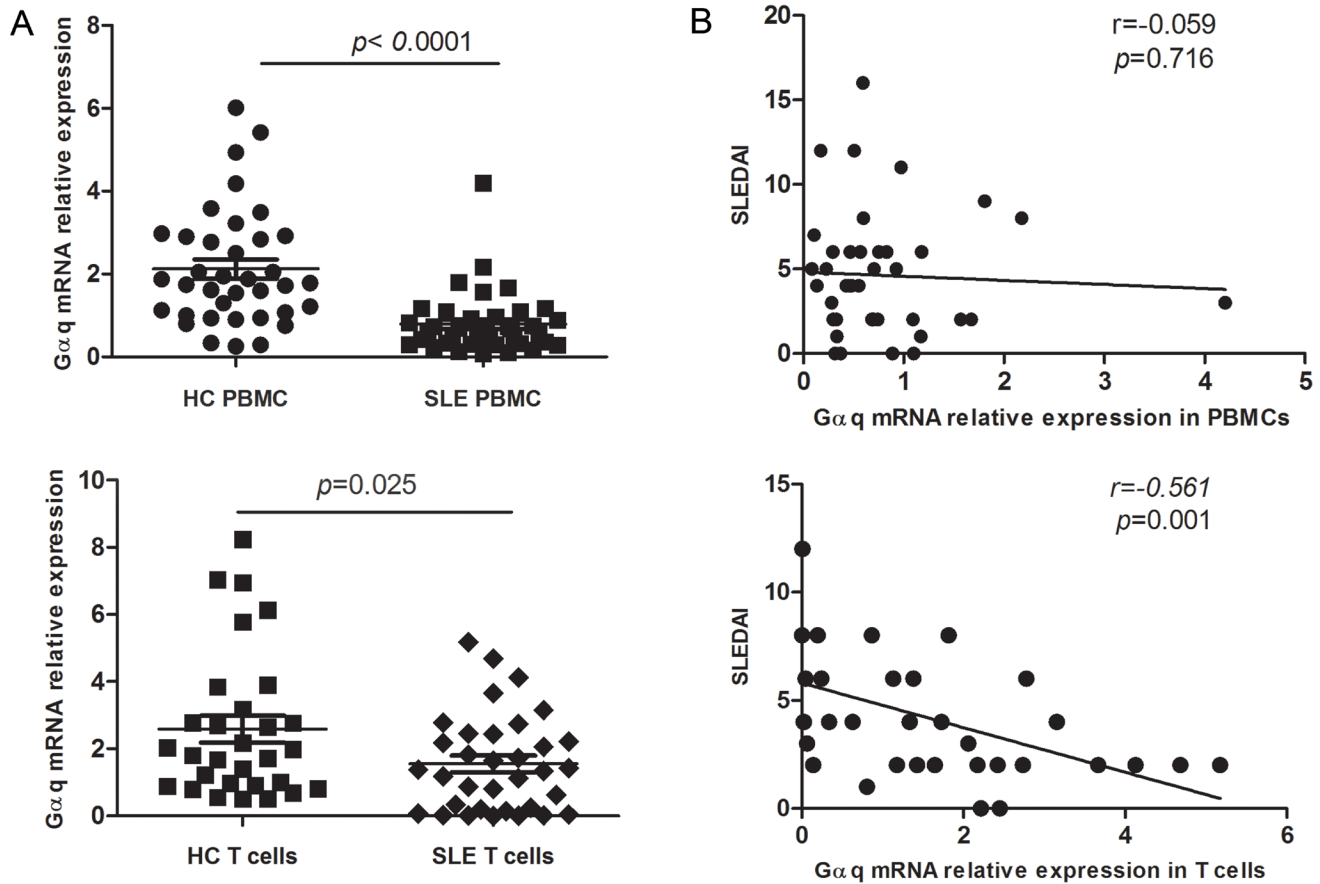 A
Gαq mRNA relative expression
8
6
4
2
0
p< 0.0001
HC PBMC
SLE PBMC
B
SLEDAI
20
15
10
5
0
r=-0.059
p=0.716
0
1
2
3
4
5
Gαq mRNA relative expression in PBMCs
Gαq mRNA relative expression
10
8
6
4
2
0
p=0.025
HC T cells
SLE T cells
SLEDAI
15
10
5
0
r=-0.561
p=0.001
0
2
4
6
Gαq mRNA relative expression in T cells